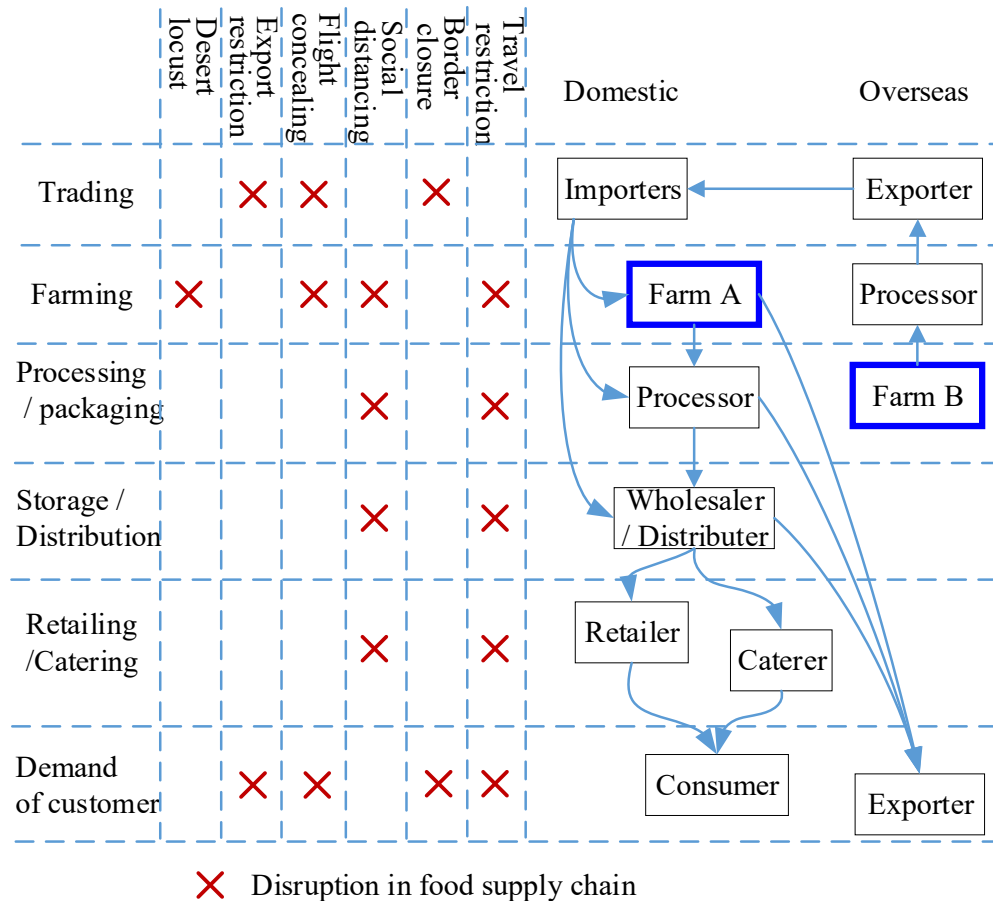 Desert
locust
Export
restriction
Flight
concealing
Social
distancing
Border
closure
Travel
restriction
Domestic
Overseas
Trading
Importers
Exporter
Farming
Farm A
Processor
Processing
/ packaging
Processor
Farm B
Storage /
Distribution
Wholesaler
/ Distributer
Retailing
/Catering
Retailer
Caterer
Demand
of customer
Consumer
Exporter
Disruption in food supply chain